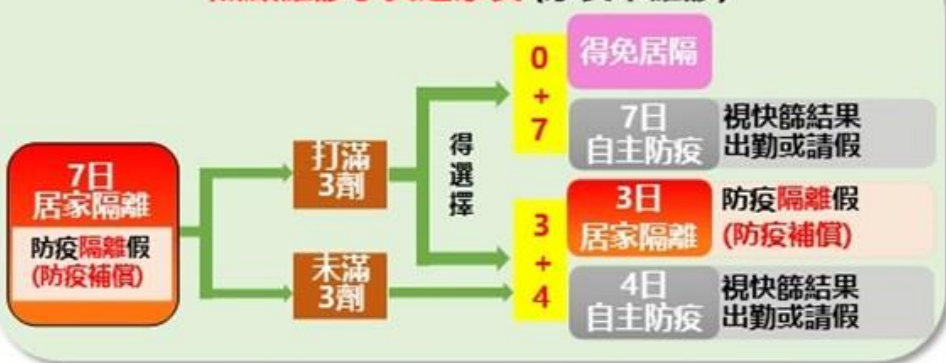 7日
居家隔離
防疫隔離假
(防疫補償)
打滿
3劑
未滿
3劑
得選擇
0
+
7
得免居隔
7日
自主防疫
視快篩結果
出勤或請假
3
+
4
3日
居家隔離
防疫隔離假
(防疫補償)
4日
自主防疫
視快篩結果
出勤或請假